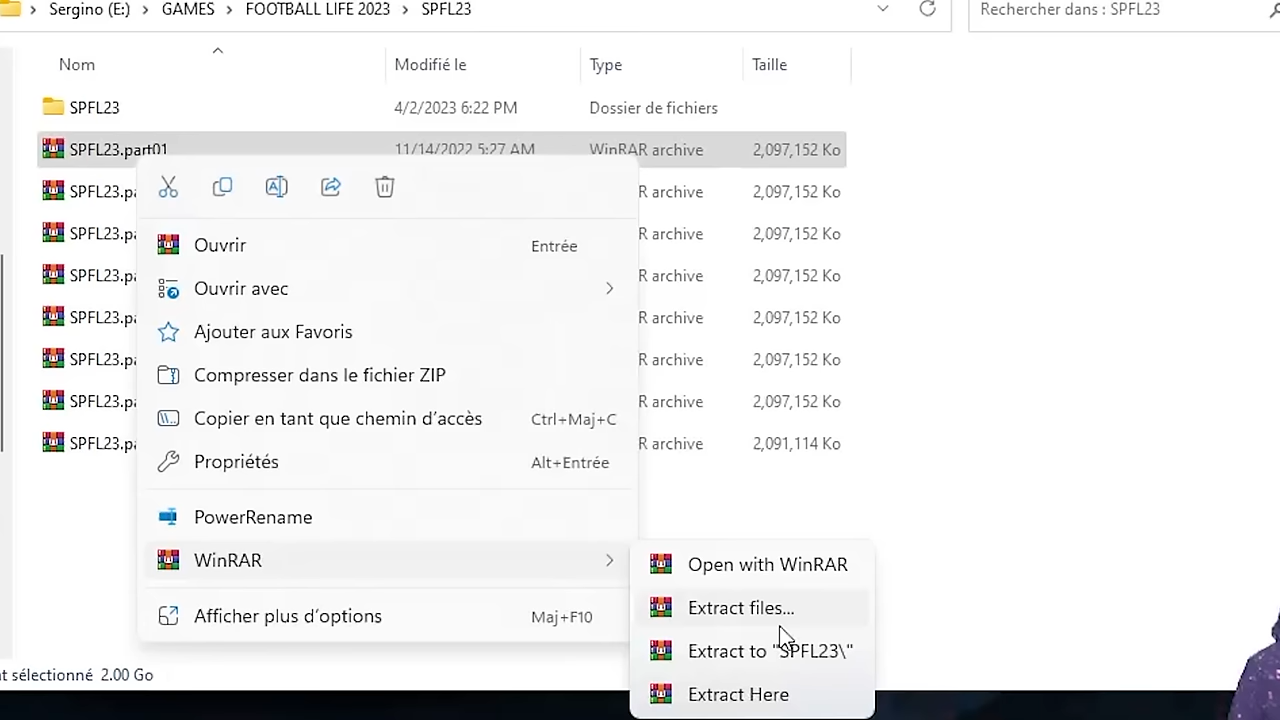 Sergino (E:) > GAMES > FOOTBALL LIFE 2023 > SPFL23
Rechercher dans : SPFL23
Nom Modifié le Type Taille
SPFL23 4/2/2023 6:22 PM Dossier de fichiers
SPFL23.part01 11/14/2022 5:27 AM WinRAR archive 2,097,152 Ko
SPFL23.pa R archive 2,097,152 Ko
SPFL23.pa R archive 2,097,152 Ko
SPFL23.pa R archive 2,097,152 Ko
SPFL23.pa R archive 2,097,152 Ko
SPFL23.pa R archive 2,097,152 Ko
SPFL23.pa R archive 2,097,152 Ko
SPFL23.pa R archive 2,091,114 Ko
Ouvrir Entrée
Ouvrir avec
Ajouter aux Favoris
Compresser dans le fichier ZIP
Copier en tant que chemin d’accès Ctrl+Maj+C
Propriétés Alt+Entrée
PowerRename
WinRAR
Afficher plus d’options Maj+F10
Open with WinRAR
Extract files...
Extract to "SPFL23\"
Extract Here
t sélectionné 2.00 Go